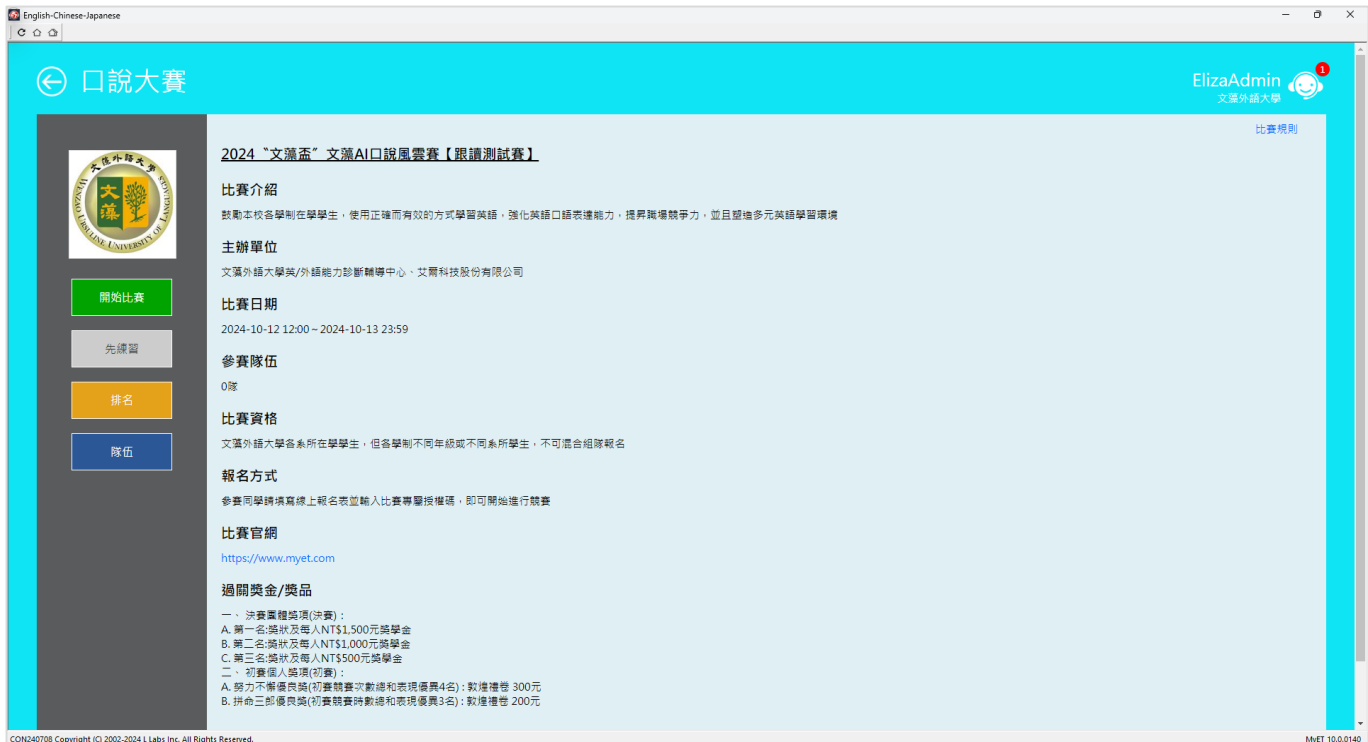 English-Chinese-Japanese
口說大賽
ElizaAdmin
1
文藻外語大學
比賽規則
文藻外語大學
WENZAO URSULINE UNIVERSITY OF LANGUAGES
文藻
開始比賽
先練習
排名
隊伍
2024〝文藻盃〞文藻AI口說風雲賽【跟讀測試賽】
比賽介紹
鼓勵本校各學制在學學生，使用正確而有效的方式學習英語，強化英語口語表達能力，提昇職場競爭力，並且塑造多元英語學習環境
主辦單位
文藻外語大學英/外語能力診斷輔導中心、艾爾科技股份有限公司
比賽日期
2024-10-12 12:00 ~ 2024-10-13 23:59
參賽隊伍
0隊
比賽資格
文藻外語大學各系所在學學生，但各學制不同年級或不同系所學生，不可混合組隊報名
報名方式
參賽同學請填寫線上報名表並輸入比賽專屬授權碼，即可開始進行競賽
比賽官網
https://www.myet.com
過關獎金/獎品
一、 決賽團體獎項(決賽)：
A. 第一名:獎狀及每人NT$1,500元獎學金
B. 第二名:獎狀及每人NT$1,000元獎學金
C. 第三名:獎狀及每人NT$500元獎學金
二、 初賽個人獎項(初賽)：
A. 努力不懈優良獎(初賽競賽次數總和表現優異4名) : 敦煌禮卷 300元
B. 拼命三郎優良獎(初賽競賽時數總和表現優異3名) : 敦煌禮卷 200元
CON240708 Copyright (C) 2002-2024 L Labs Inc. All Rights Reserved.
MyET 10.0.0140